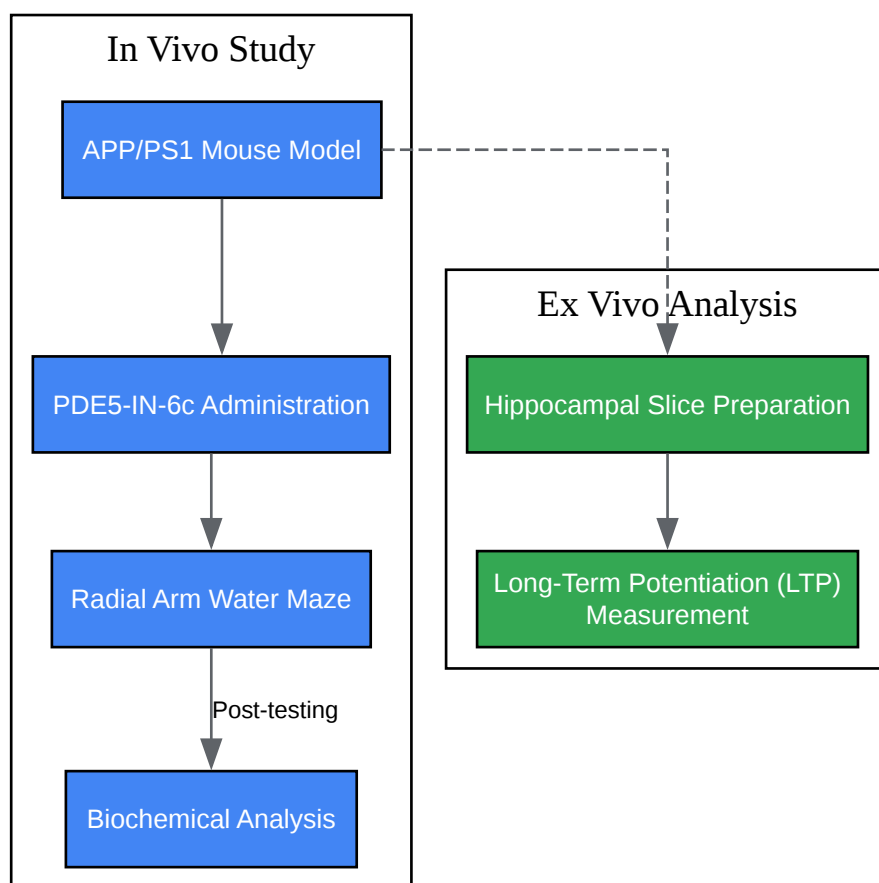 In Vivo Study
APP/PS1 Mouse Model
PDE5-IN-6c Administration
Radial Arm Water Maze
Post-testing
Biochemical Analysis
Ex Vivo Analysis
Hippocampal Slice Preparation
Long-Term Potentiation (LTP)
Measurement